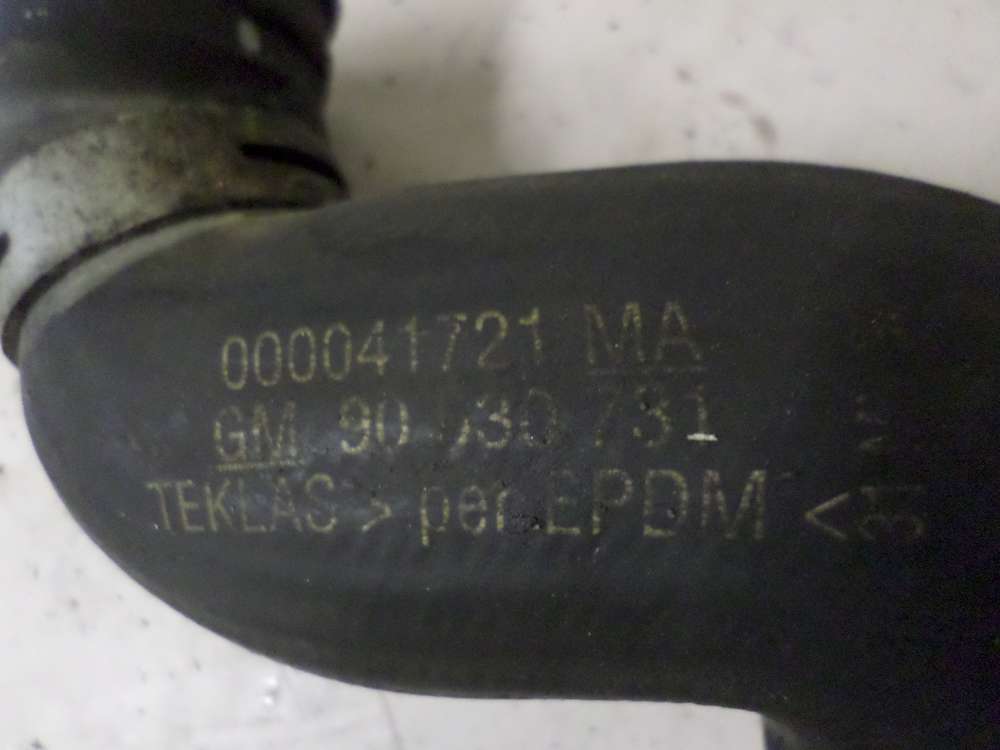 000041721 MA
GM 90 530 731
TEKLAS > per.EPDM <